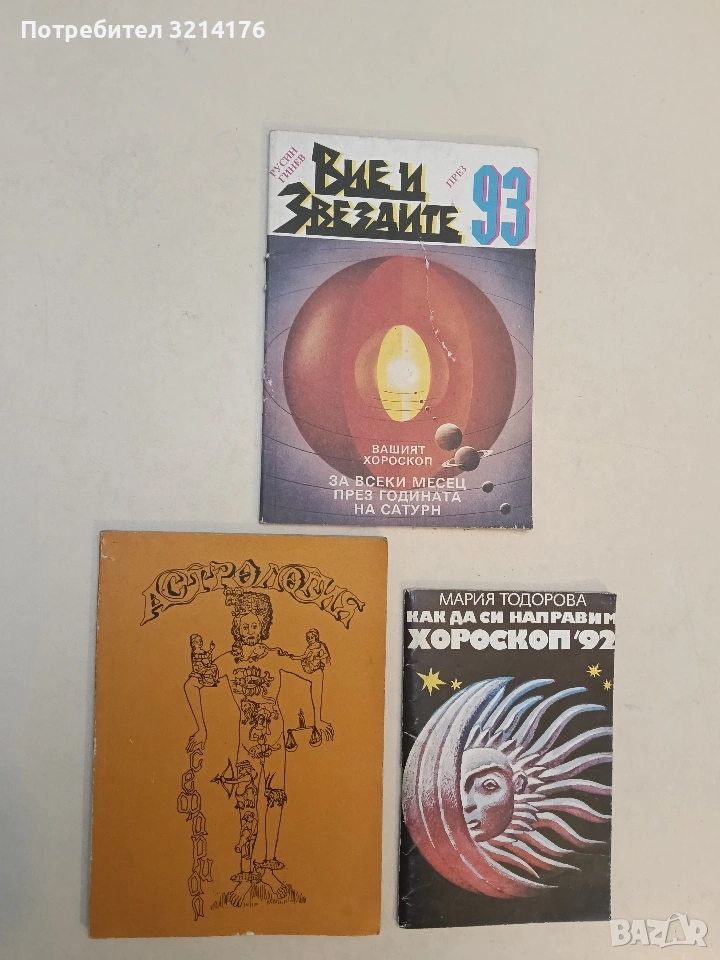 Потребител 3214176
РУСИН
ГИНЕВ
ВИЕ И
ЗВЕЗДИТЕ
ПРЕЗ
93
ВАШИЯТ
ХОРОСКОП
ЗА ВСЕКИ МЕСЕЦ
ПРЕЗ ГОДИНАТА
НА САТУРН
АСТРОЛОГИЯ
МАРИЯ ТОДОРОВА
КАК ДА СИ НАПРАВИМ
ХОРОСКОП '92
BAZAR